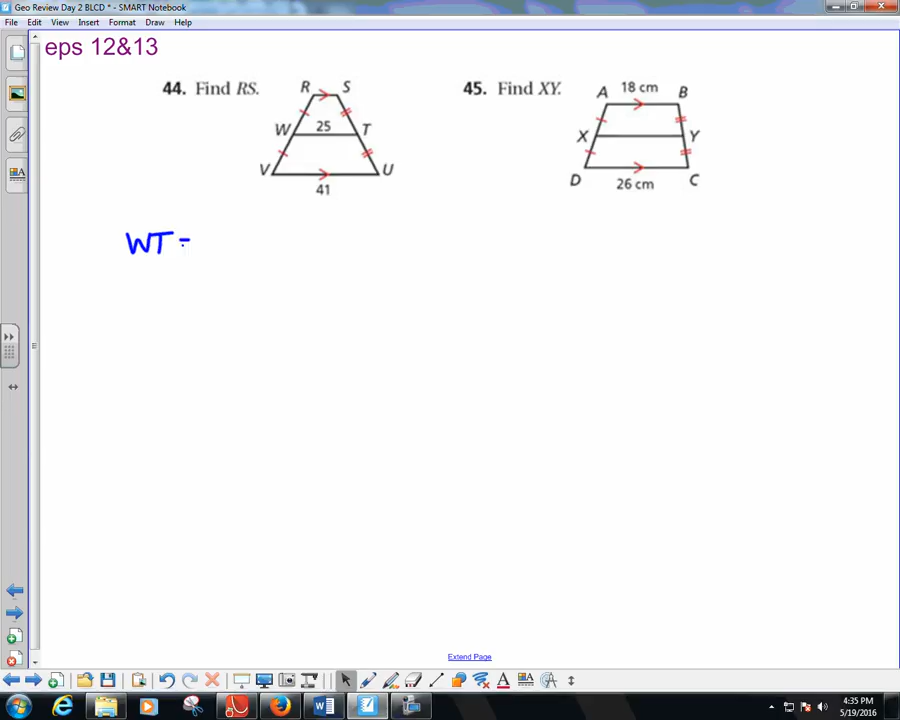 Geo Review Day 2 BLCD * - SMART Notebook
File Edit View Insert Format Draw Help
eps 12&13
44. Find RS.
R S
W 25 T
V U
41
45. Find XY.
A 18 cm B
X Y
D 26 cm C
WT =
Extend Page
4:35 PM
5/19/2016